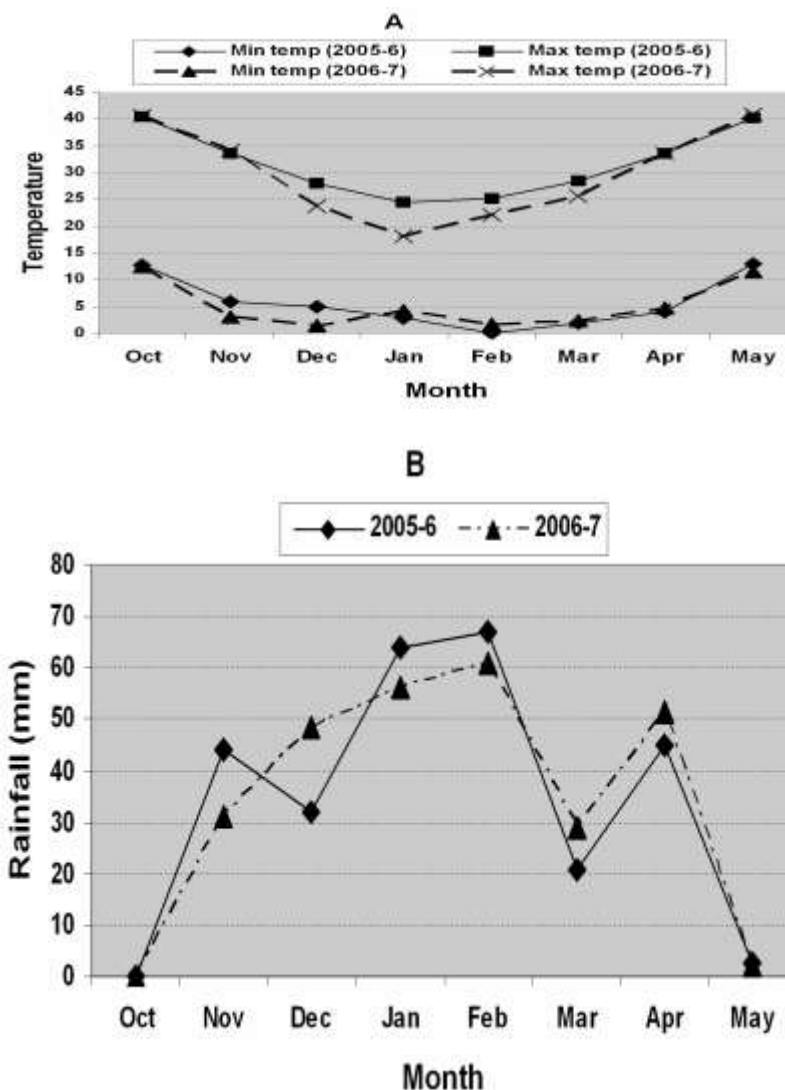 A
Min temp (2005-6) Max temp (2005-6)
Min temp (2006-7) Max temp (2006-7)
45
40
35
30
25
20
15
10
5
0
Temperature
Oct Nov Dec Jan Feb Mar Apr May
Month
B
2005-6 2006-7
80
70
60
50
40
30
20
10
0
Rainfall (mm)
Oct Nov Dec Jan Feb Mar Apr May
Month